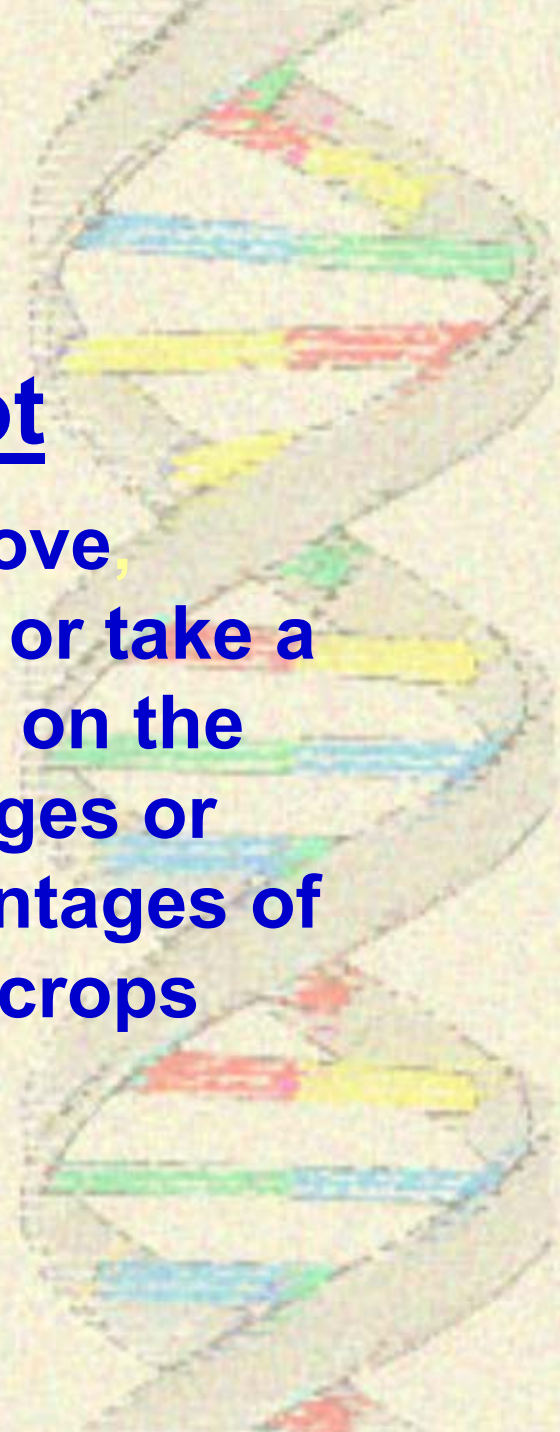 ot
ove,
or take a
on the
ges or
ntages of
crops